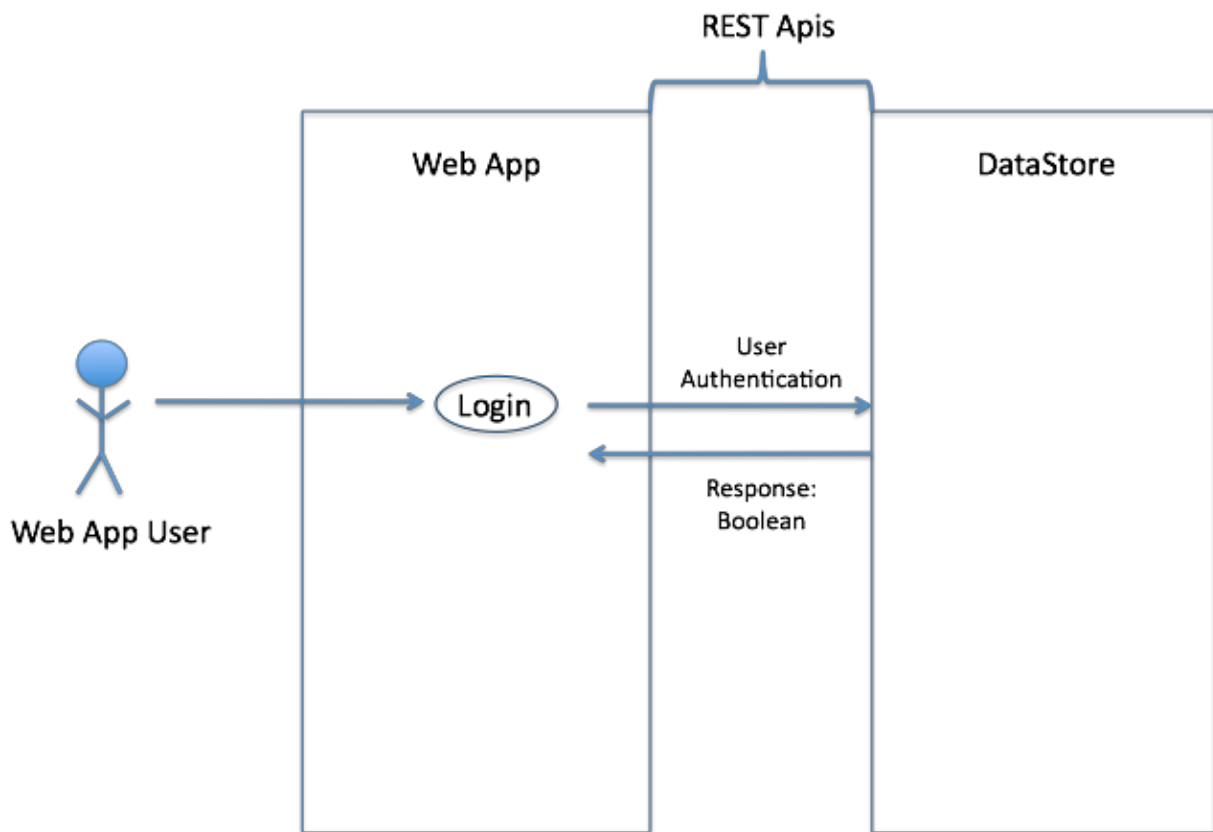 REST Apis
Web App
DataStore
User
Authentication
Login
Response:
Boolean
Web App User